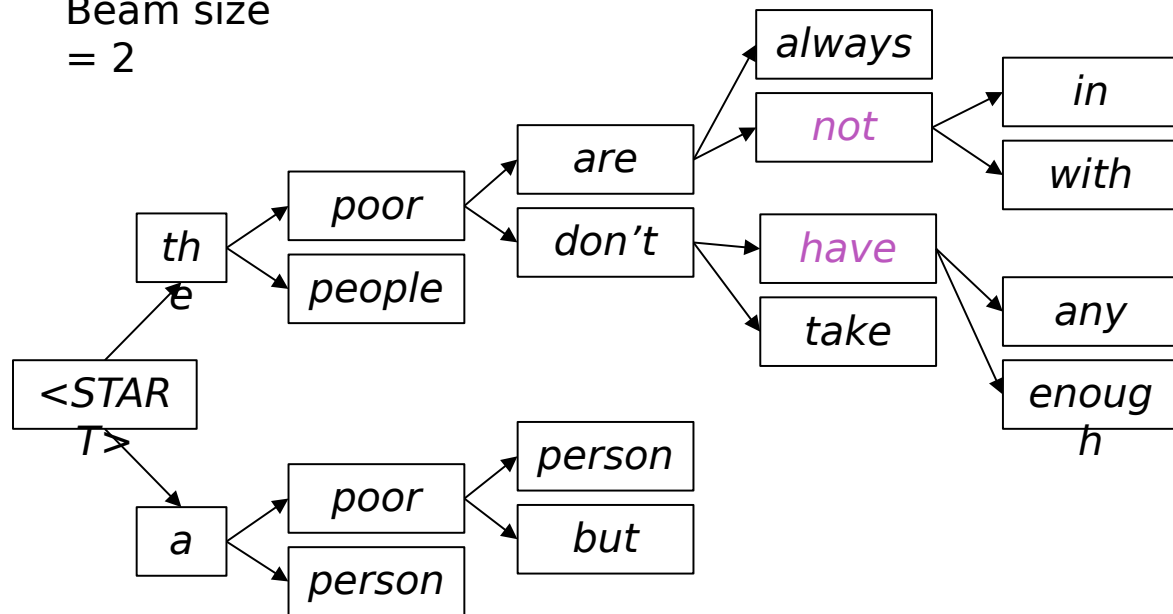 Beam size
= 2
always
not
in
with
are
don’t
poor
people
th
e
have
take
any
enoug
h
<STAR
T>
person
but
poor
person
a